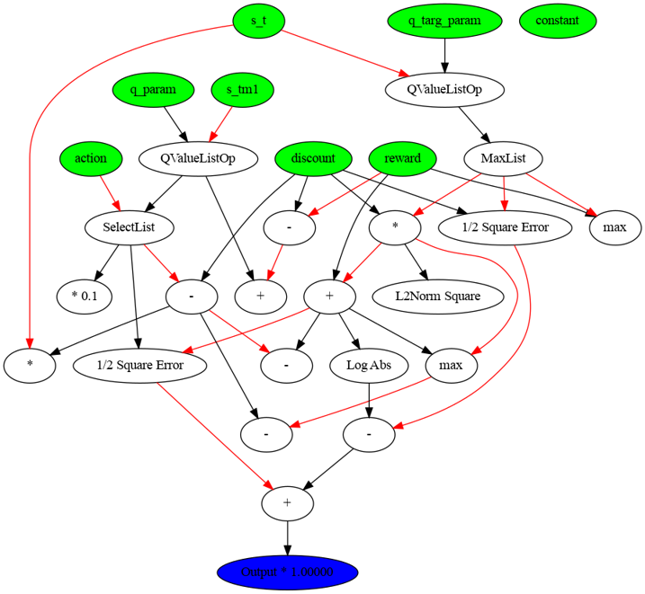 s_t
q_targ_param
constant
q_param
s_tm1
QValueListOp
action
QValueListOp
discount
reward
MaxList
SelectList
-
*
1/2 Square Error
max
* 0.1
-
+
+
L2Norm Square
*
1/2 Square Error
-
Log Abs
max
-
-
+
Output * 1.00000